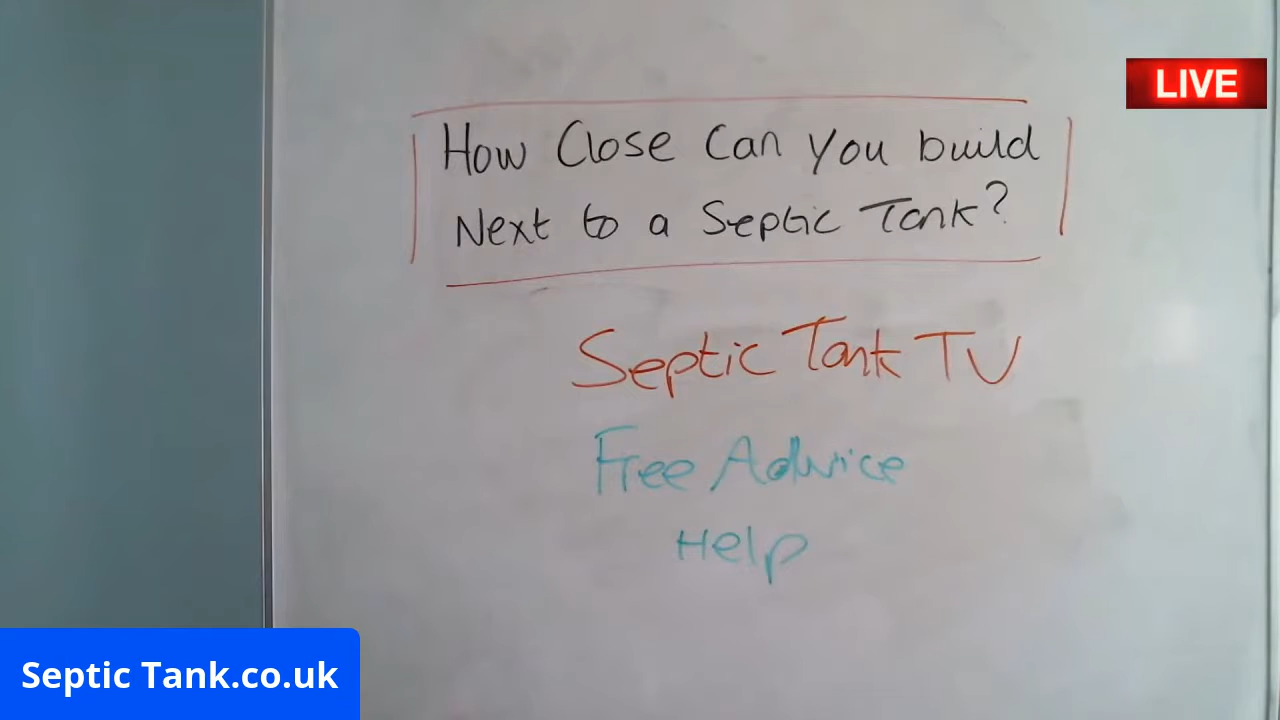 LIVE
How Close Can you build
Next to a Septic Tank?
Septic Tank TV
Free Advice
Help
Septic Tank.co.uk